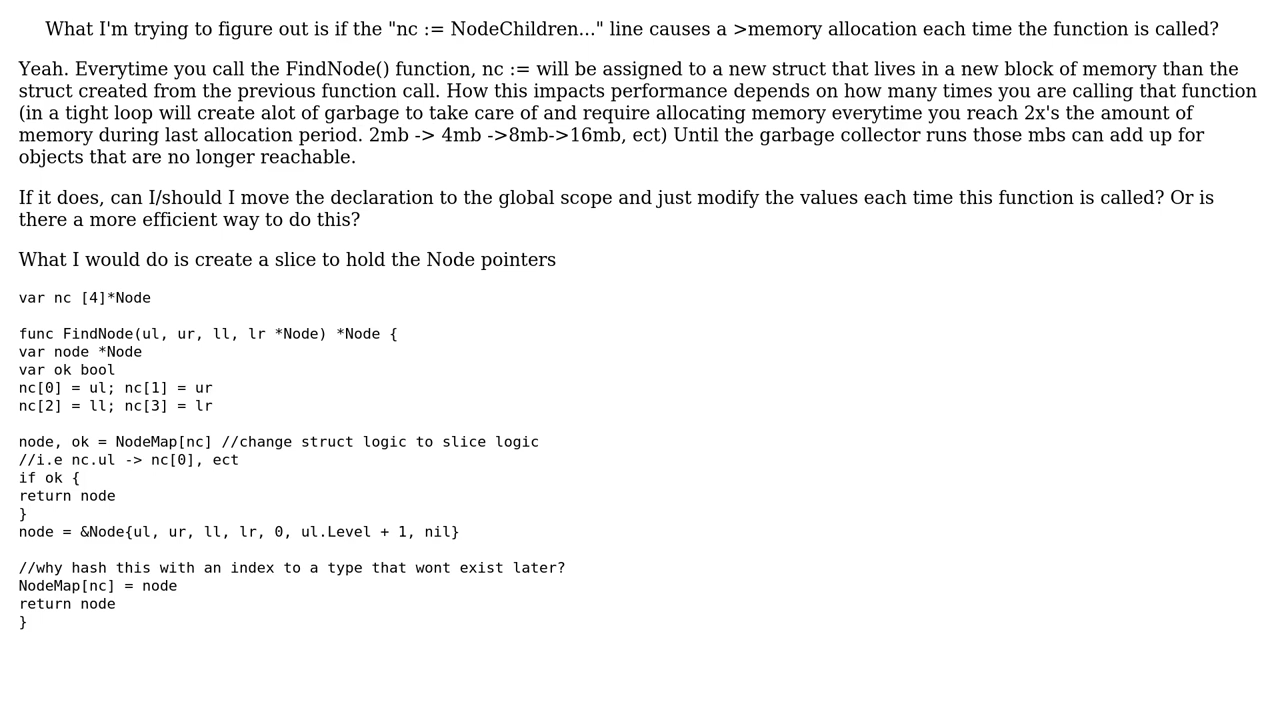 What I'm trying to figure out is if the "nc := NodeChildren..." line causes a >memory allocation each time the function is called?
Yeah. Everytime you call the FindNode() function, nc := will be assigned to a new struct that lives in a new block of memory than the
struct created from the previous function call. How this impacts performance depends on how many times you are calling that function
(in a tight loop will create alot of garbage to take care of and require allocating memory everytime you reach 2x's the amount of
memory during last allocation period. 2mb -> 4mb ->8mb->16mb, ect) Until the garbage collector runs those mbs can add up for
objects that are no longer reachable.
If it does, can I/should I move the declaration to the global scope and just modify the values each time this function is called? Or is
there a more efficient way to do this?
What I would do is create a slice to hold the Node pointers
var nc [4]*Node
func FindNode(ul, ur, ll, lr *Node) *Node {
var node *Node
var ok bool
nc[0] = ul; nc[1] = ur
nc[2] = ll; nc[3] = lr
node, ok = NodeMap[nc] //change struct logic to slice logic
//i.e nc.ul -> nc[0], ect
if ok {
return node
}
node = &Node{ul, ur, ll, lr, 0, ul.Level + 1, nil}
//why hash this with an index to a type that wont exist later?
NodeMap[nc] = node
return node
}